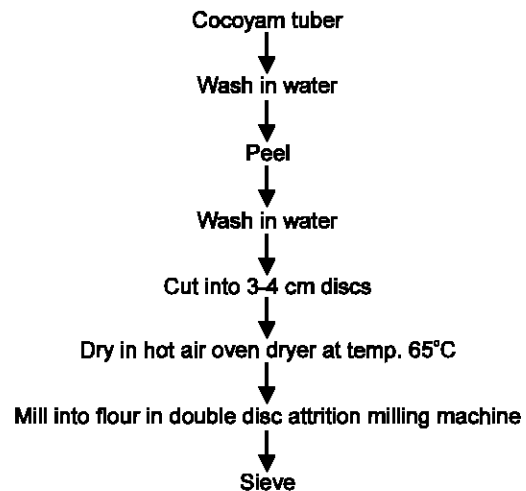 Cocoyam tuber
Wash in water
Peel
Wash in water
Cut into 3-4 cm discs
Dry in hot air oven dryer at temp. 65°C
Mill into flour in double disc attrition milling machine
Sieve